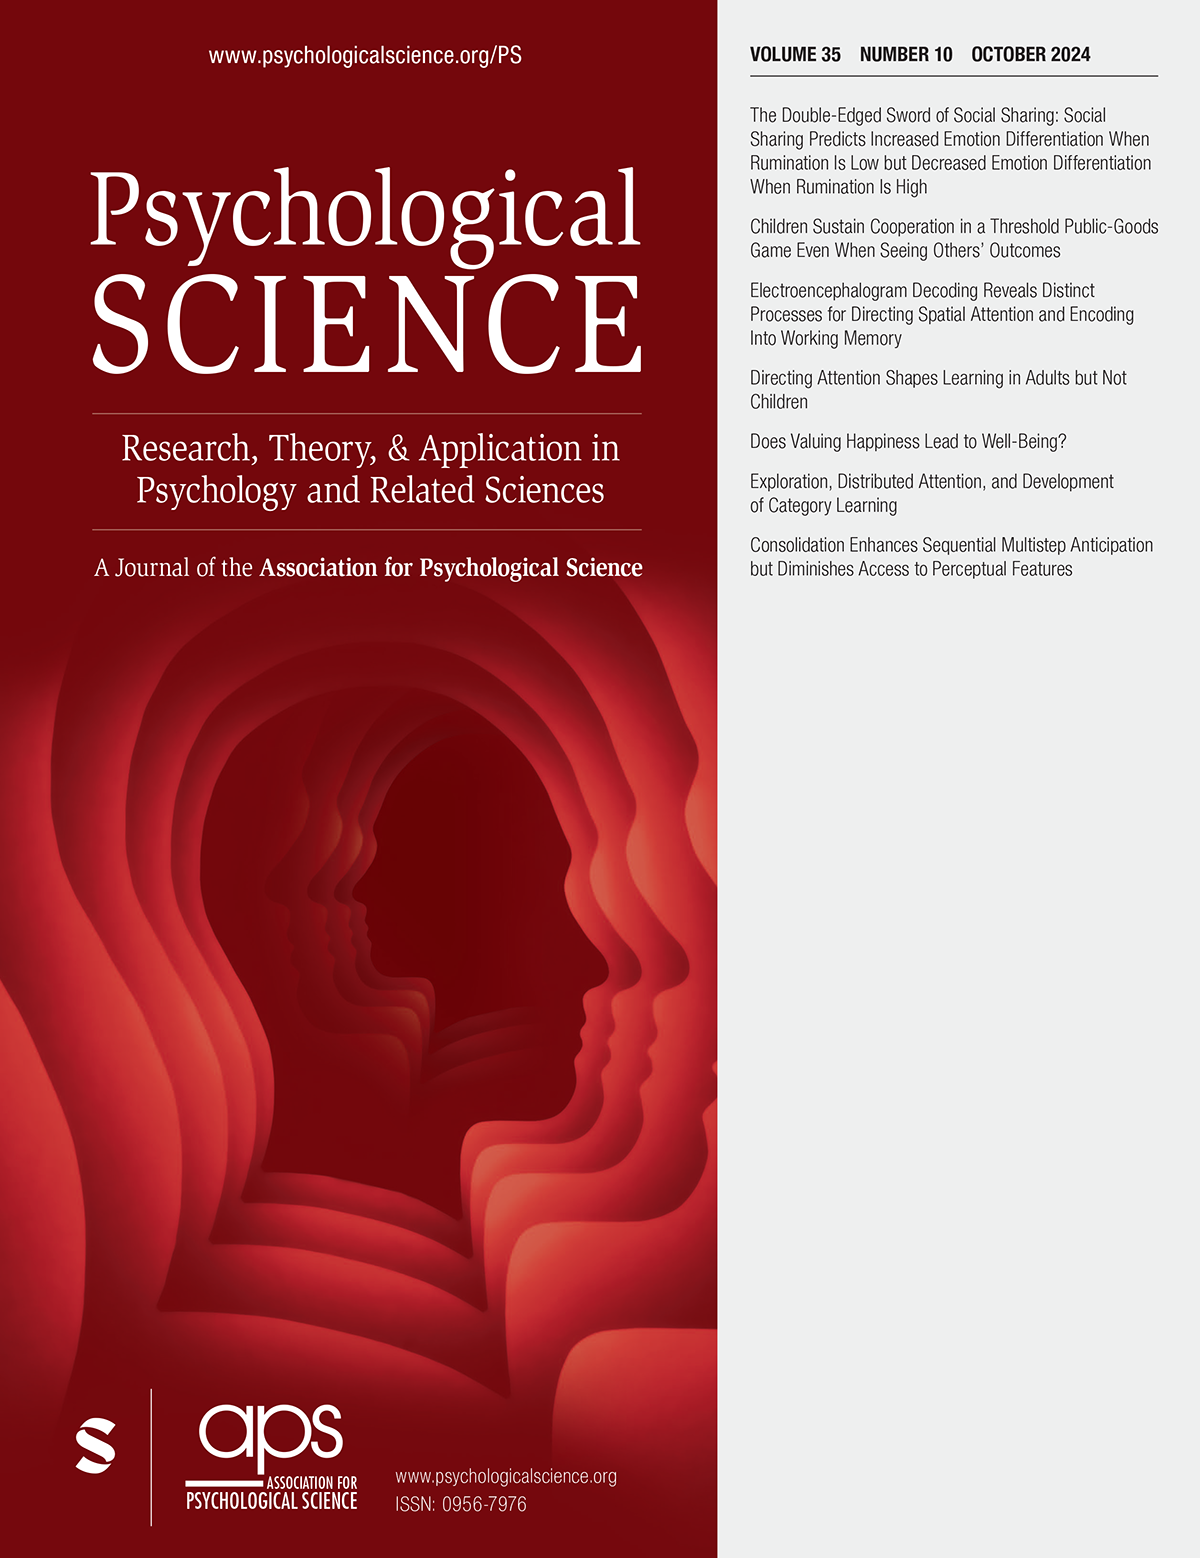 www.psychologicalscience.org/PS
Psychological
SCIENCE
Research, Theory, & Application in
Psychology and Related Sciences
A Journal of the Association for Psychological Science
aps
ASSOCIATION FOR
PSYCHOLOGICAL SCIENCE
www.psychologicalscience.org
ISSN: 0956-7976
VOLUME 35 NUMBER 10 OCTOBER 2024
The Double-Edged Sword of Social Sharing: Social
Sharing Predicts Increased Emotion Differentiation When
Rumination Is Low but Decreased Emotion Differentiation
When Rumination Is High
Children Sustain Cooperation in a Threshold Public-Goods
Game Even When Seeing Others’ Outcomes
Electroencephalogram Decoding Reveals Distinct
Processes for Directing Spatial Attention and Encoding
Into Working Memory
Directing Attention Shapes Learning in Adults but Not
Children
Does Valuing Happiness Lead to Well-Being?
Exploration, Distributed Attention, and Development
of Category Learning
Consolidation Enhances Sequential Multistep Anticipation
but Diminishes Access to Perceptual Features